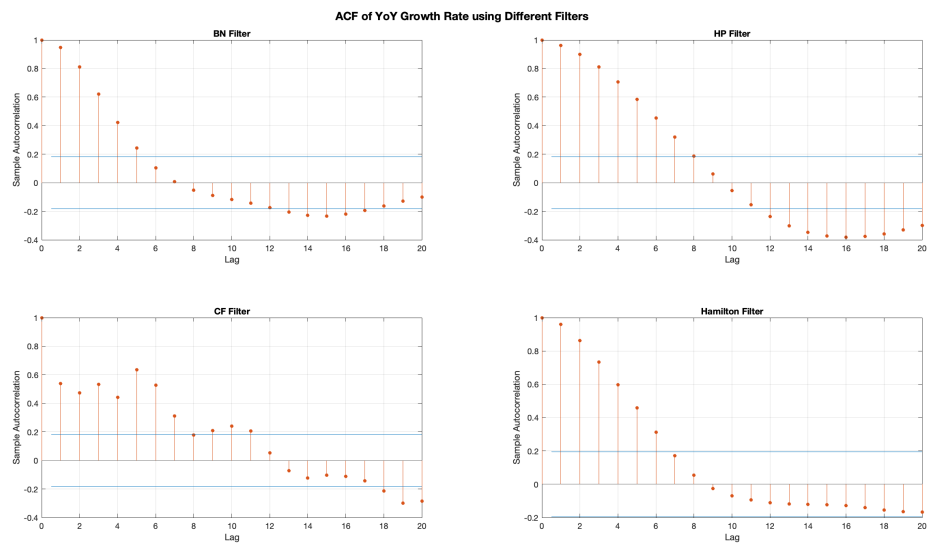 ACF of YoY Growth Rate using Different Filters
BN Filter
1
0.8
0.6
0.4
0.2
0
-0.2
-0.4
Sample Autocorrelation
0 2 4 6 8 10 12 14 16 18 20
Lag
HP Filter
1
0.8
0.6
0.4
0.2
0
-0.2
-0.4
Sample Autocorrelation
0 2 4 6 8 10 12 14 16 18 20
Lag
CF Filter
1
0.8
0.6
0.4
0.2
0
-0.2
-0.4
Sample Autocorrelation
0 2 4 6 8 10 12 14 16 18 20
Lag
Hamilton Filter
1
0.8
0.6
0.4
0.2
0
-0.2
Sample Autocorrelation
0 2 4 6 8 10 12 14 16 18 20
Lag